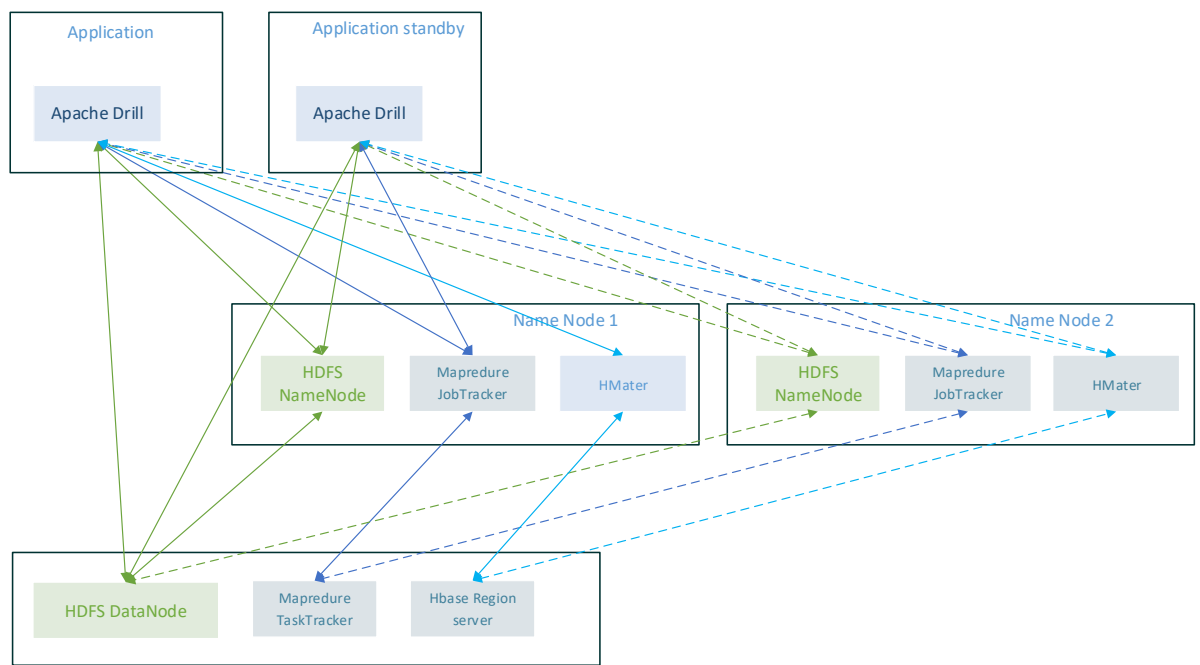 Application
Application standby
Apache Drill
Apache Drill
Name Node 1
Name Node 2
HDFS
NameNode
Mapredure
JobTracker
HMater
HDFS
NameNode
Mapredure
JobTracker
HMater
HDFS DataNode
Mapredure
TaskTracker
Hbase Region
server